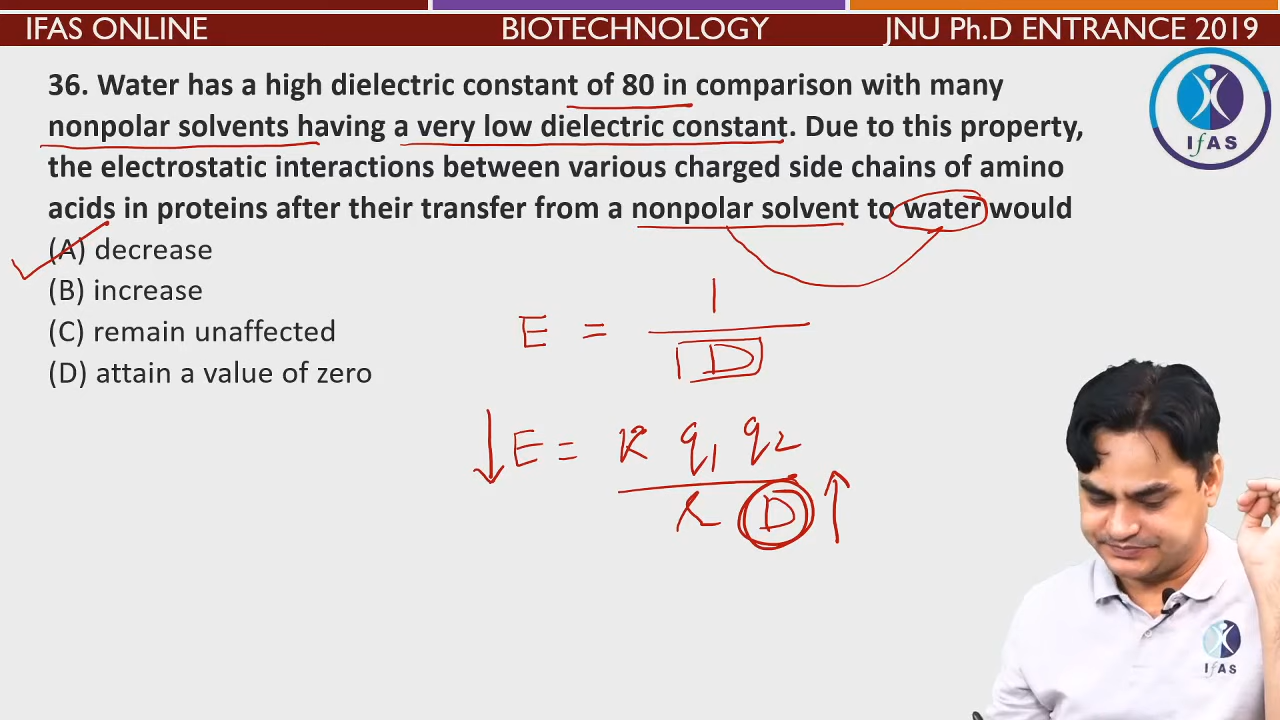 IFAS ONLINE BIOTECHNOLOGY JNU Ph.D ENTRANCE 2019
36. Water has a high dielectric constant of 80 in comparison with many
nonpolar solvents having a very low dielectric constant. Due to this property,
the electrostatic interactions between various charged side chains of amino
acids in proteins after their transfer from a nonpolar solvent to water would
(A) decrease
(B) increase
(C) remain unaffected
(D) attain a value of zero
IfAS
E = 1
D
↓ E = K q1 q2
r D ↑
IfAS